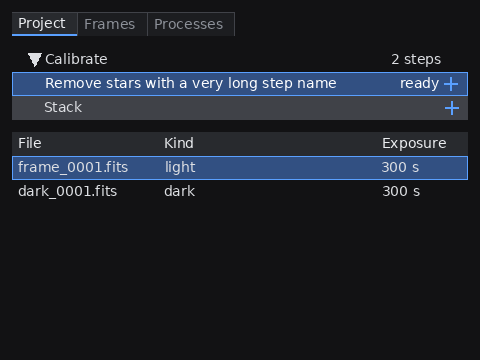 Project Frames Processes
Calibrate 2 steps
Remove stars with a very long step name ready +
Stack +
File Kind Exposure
frame_0001.fits light 300 s
dark_0001.fits dark 300 s